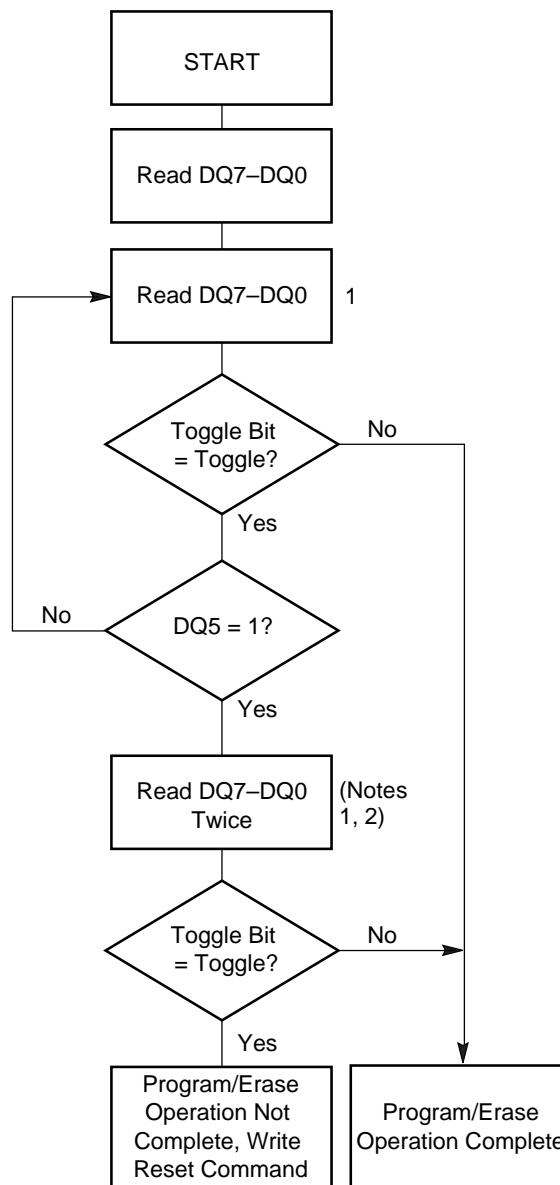 START
Read DQ7–DQ0
Read DQ7–DQ0
1
Toggle Bit
= Toggle?
No
Yes
DQ5 = 1?
No
Yes
Read DQ7–DQ0
Twice
(Notes
1, 2)
Toggle Bit
= Toggle?
No
Yes
Program/Erase
Operation Not
Complete, Write
Reset Command
Program/Erase
Operation Complete